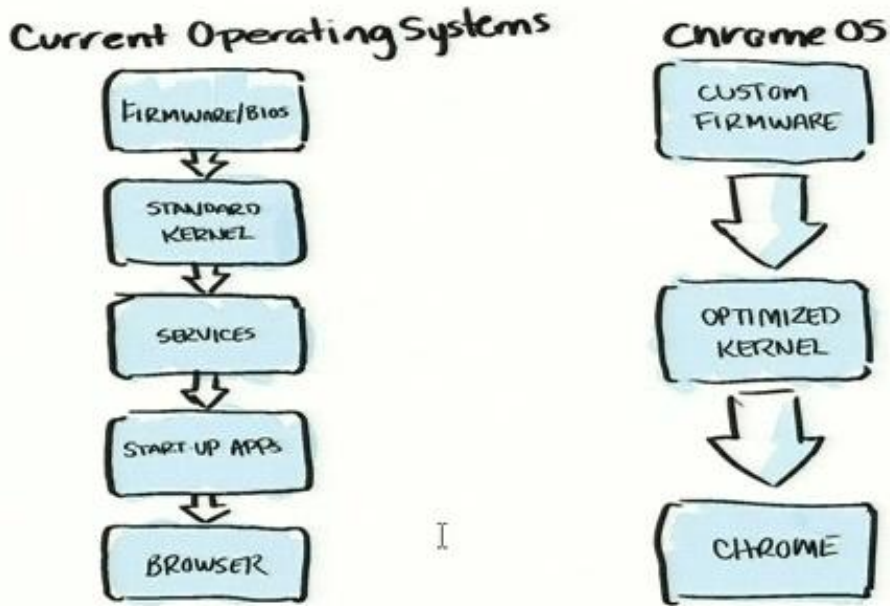 Current Operating Systems
FIRMWARE/BIOS
STANDARD
KERNEL
SERVICES
START-UP APPS
BROWSER
Chrome OS
CUSTOM
FIRMWARE
OPTIMIZED
KERNEL
CHROME